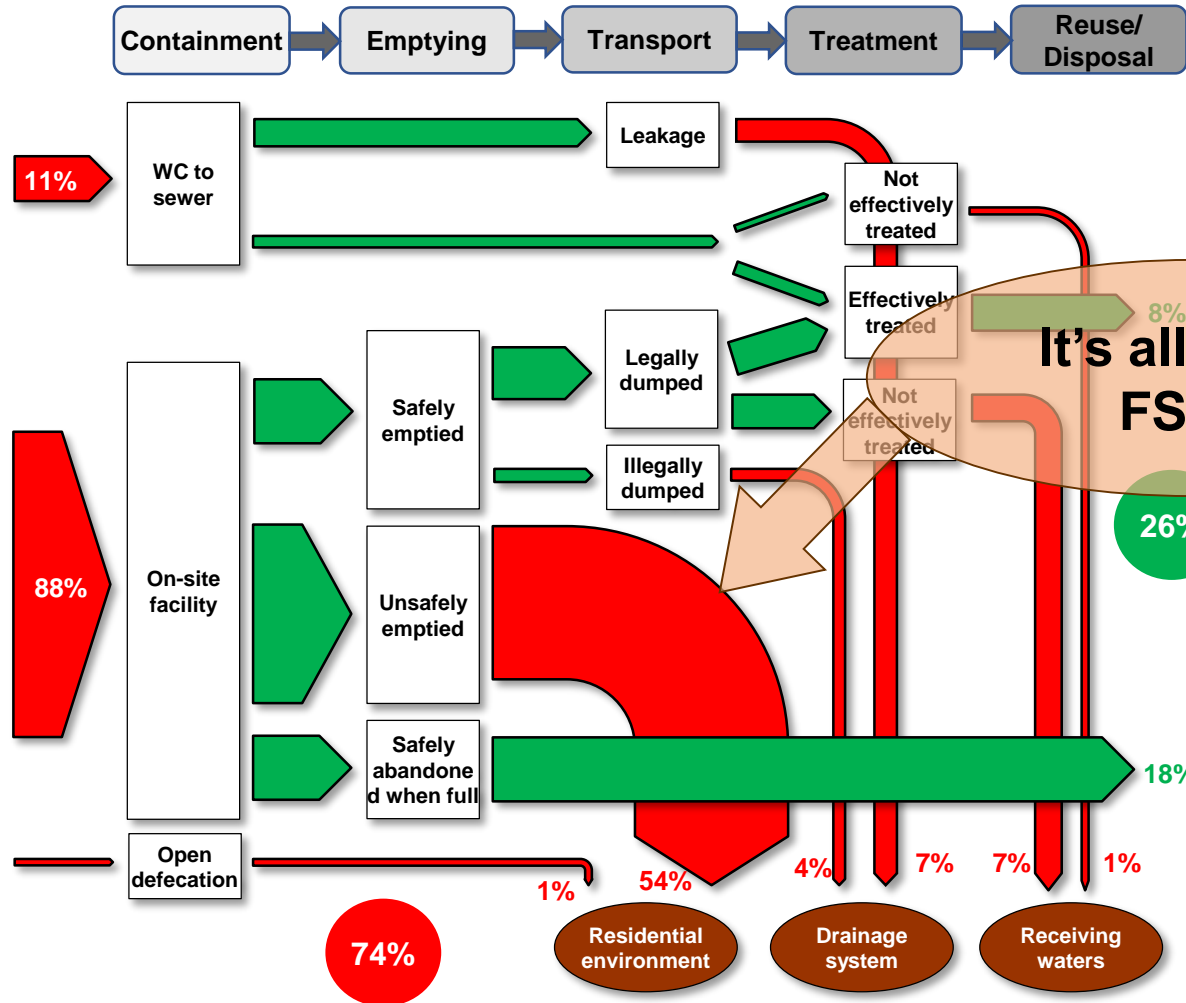 Containment
Emptying
Transport
Treatment
Reuse/
Disposal
11%
WC to
sewer
Leakage
Not
effectively
treated
Effectively
treated
8%
It's all
FS
Legally
dumped
Not
effectively
treated
Safely
emptied
Illegally
dumped
26%
88%
On-site
facility
Unsafely
emptied
Safely
abandone
d when full
18%
Open
defecation
1%
54%
4%
7%
7%
1%
74%
Residential
environment
Drainage
system
Receiving
waters